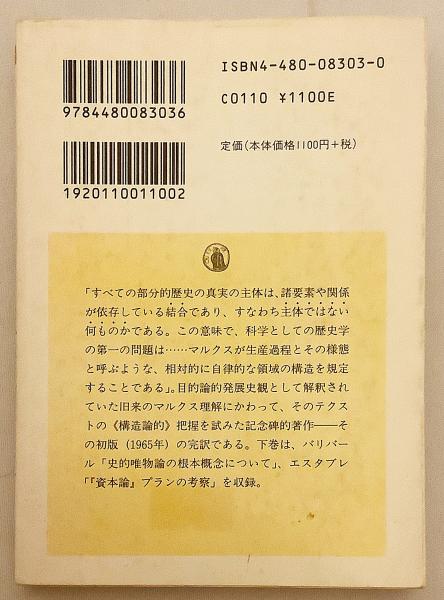 ISBN4-480-08303-0
9784480083036
C0110 ¥1100E
定価(本体価格1100円+税)
1920110011002
「すべての部分的歴史の真実の主体は、諸要素や関係
が依存している結合であり、すなわち主体ではない
何ものかである。この意味で、科学としての歴史学
の第一の問題は……マルクスが生産過程とその様態
と呼ぶような、相対的に自律的な領域の構造を規定
することである」。目的論的発展史観として解釈され
ていた旧来のマルクス理解にかわって、そのテクス
トの《構造論的》把握を試みた記念碑的著作――そ
の初版(1965年)の完訳である。下巻は、バリバー
ル「史的唯物論の根本概念について」、エスタブレ
「『資本論』プランの考察」を収録。